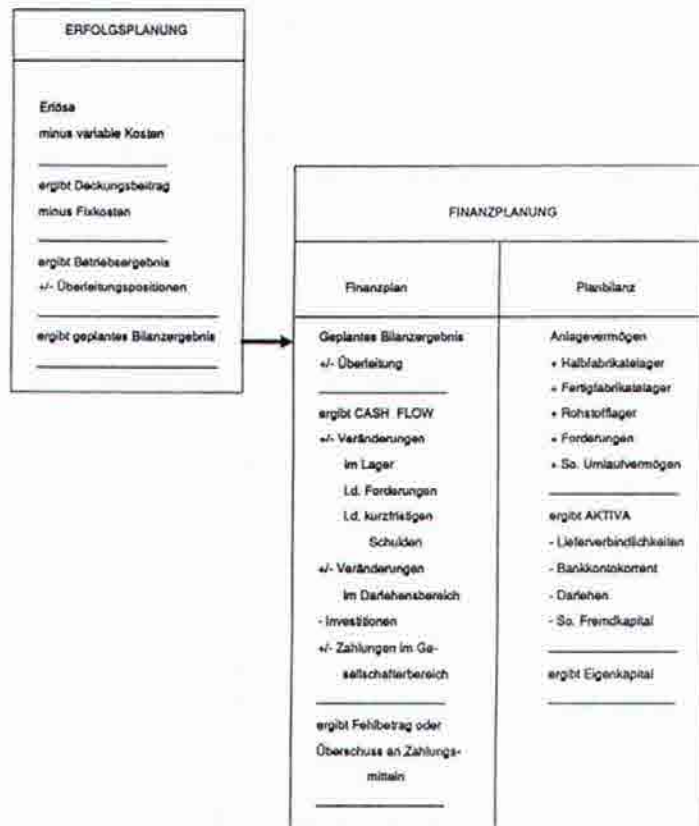 ERFOLGSPLANUNG
Erlöse
minus variable Kosten
ergibt Deckungsbeitrag
minus Fixkosten
ergibt Betriebsergebnis
+/- Überleitungspositionen
ergibt geplantes Bilanzergebnis
FINANZPLANUNG
Finanzplan
Geplantes Bilanzergebnis
+/- Überleitung
ergibt CASH FLOW
+/- Veränderungen
im Lager
i.d. Forderungen
i.d. kurzfristigen
Schulden
+/- Veränderungen
im Darlehensbereich
- Investitionen
+/- Zahlungen im Ge-
sellschafterbereich
ergibt Fehlbetrag oder
Überschuss an Zahlungs-
mitteln
Planbilanz
Anlagevermögen
+ Halbfabrikatelager
+ Fertigfabrikatelager
+ Rohstofflager
+ Forderungen
+ So. Umlaufvermögen
ergibt AKTIVA
- Lieferverbindlichkeiten
- Bankkontokorrent
- Darlehen
- So. Fremdkapital
ergibt Eigenkapital